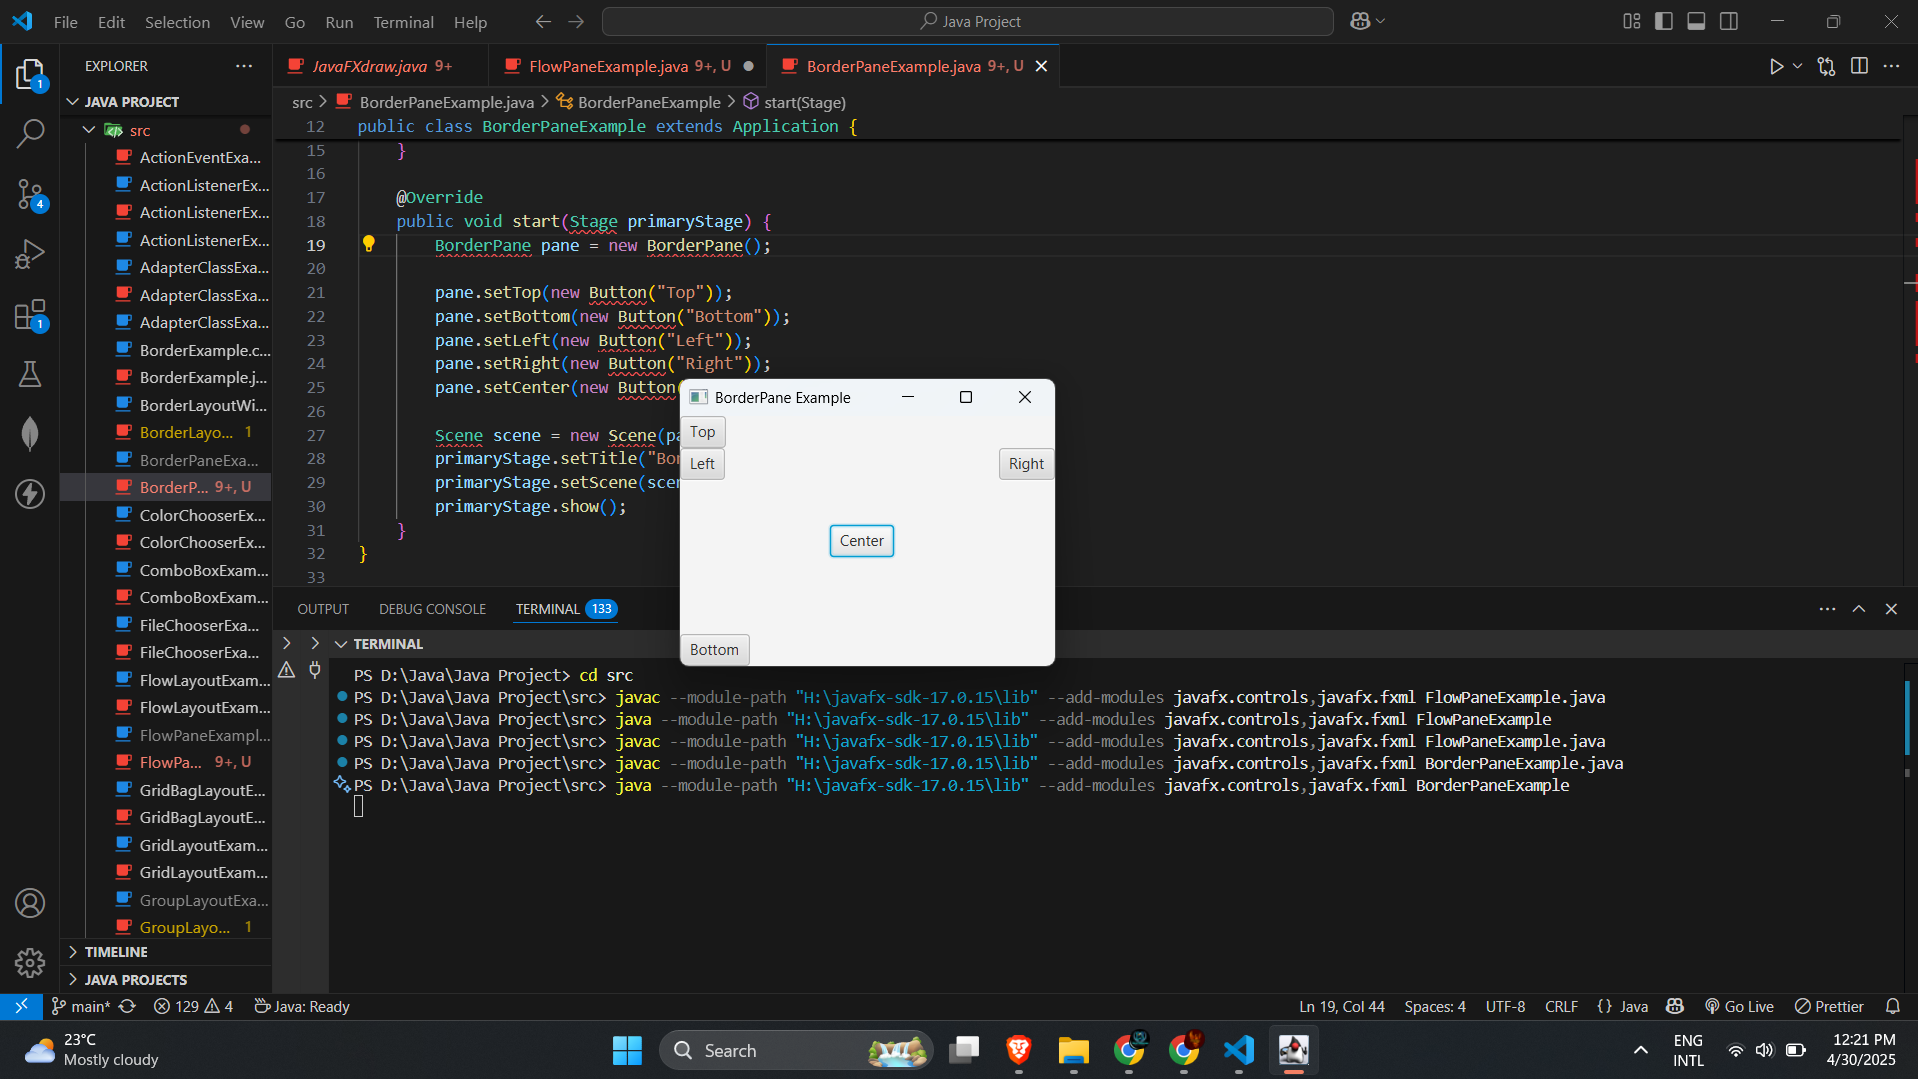 File Edit Selection View Go Run Terminal Help
Java Project
EXPLORER
JavaFXdraw.java 9+
FlowPaneExample.java 9+, U
BorderPaneExample.java 9+, U
JAVA PROJECT
src > BorderPaneExample.java > BorderPaneExample > start(Stage)
1
src
ActionEventExa...
ActionListenerEx...
ActionListenerEx...
ActionListenerEx...
AdapterClassExa...
AdapterClassExa...
AdapterClassExa...
BorderExample.c...
BorderExample.j...
BorderLayoutWi...
BorderLayo... 1
BorderPaneExa...
BorderP... 9+, U
ColorChooserEx...
ColorChooserEx...
ComboBoxExam...
ComboBoxExam...
FileChooserExa...
FileChooserExa...
FlowLayoutExam...
FlowLayoutExam...
FlowPaneExampl...
FlowPa... 9+, U
GridBagLayoutE...
GridBagLayoutE...
GridLayoutExam...
GridLayoutExam...
GroupLayoutExa...
GroupLayo... 1
TIMELINE
JAVA PROJECTS
4
1
12 public class BorderPaneExample extends Application {
15 }
16
17 @Override
18 public void start(Stage primaryStage) {
19 BorderPane pane = new BorderPane();
20
21 pane.setTop(new Button("Top"));
22 pane.setBottom(new Button("Bottom"));
23 pane.setLeft(new Button("Left"));
24 pane.setRight(new Button("Right"));
25 pane.setCenter(new Button(
26
27 Scene scene = new Scene(pa
28 primaryStage.setTitle("Bor
29 primaryStage.setScene(scen
30 primaryStage.show();
31 }
32 }
33
BorderPane Example
Top
Left
Right
Center
Bottom
OUTPUT DEBUG CONSOLE TERMINAL 133
TERMINAL
PS D:\Java\Java Project> cd src
PS D:\Java\Java Project\src> javac --module-path "H:\javafx-sdk-17.0.15\lib" --add-modules javafx.controls,javafx.fxml FlowPaneExample.java
PS D:\Java\Java Project\src> java --module-path "H:\javafx-sdk-17.0.15\lib" --add-modules javafx.controls,javafx.fxml FlowPaneExample
PS D:\Java\Java Project\src> javac --module-path "H:\javafx-sdk-17.0.15\lib" --add-modules javafx.controls,javafx.fxml FlowPaneExample.java
PS D:\Java\Java Project\src> javac --module-path "H:\javafx-sdk-17.0.15\lib" --add-modules javafx.controls,javafx.fxml BorderPaneExample.java
PS D:\Java\Java Project\src> java --module-path "H:\javafx-sdk-17.0.15\lib" --add-modules javafx.controls,javafx.fxml BorderPaneExample
main* 129 4 Java: Ready
Ln 19, Col 44 Spaces: 4 UTF-8 CRLF {} Java Go Live Prettier
23°C
Mostly cloudy
Search
ENG
INTL
12:21 PM
4/30/2025